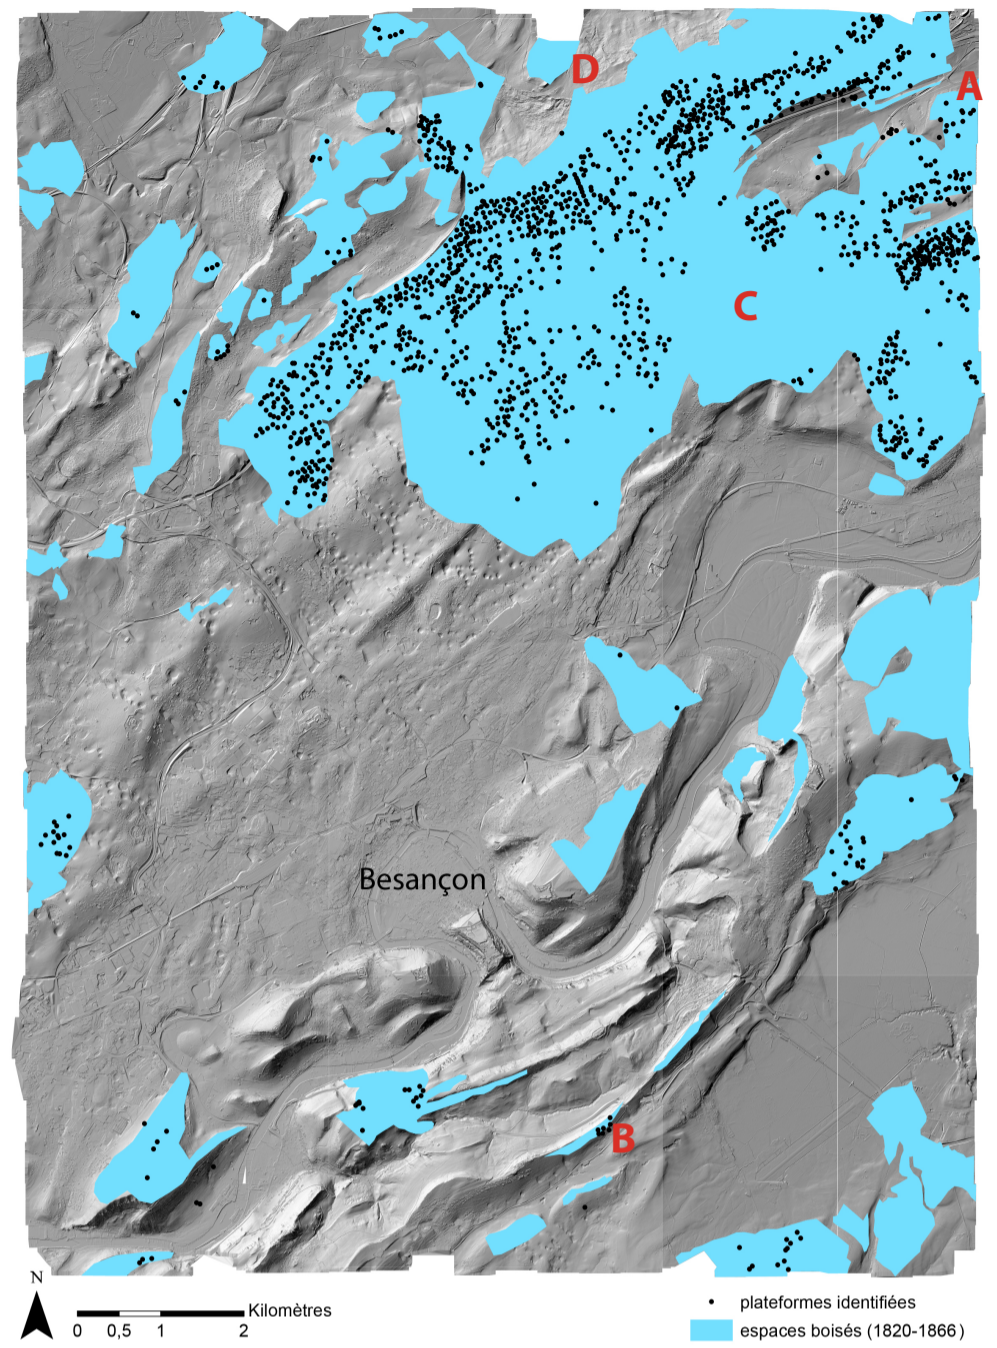 D
A
C
Besançon
B
N
Kilomètres
0 0,5 1 2
plateformes identifiées
espaces boisés (1820-1866)